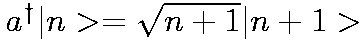 a†|n >= √n + 1|n + 1 >